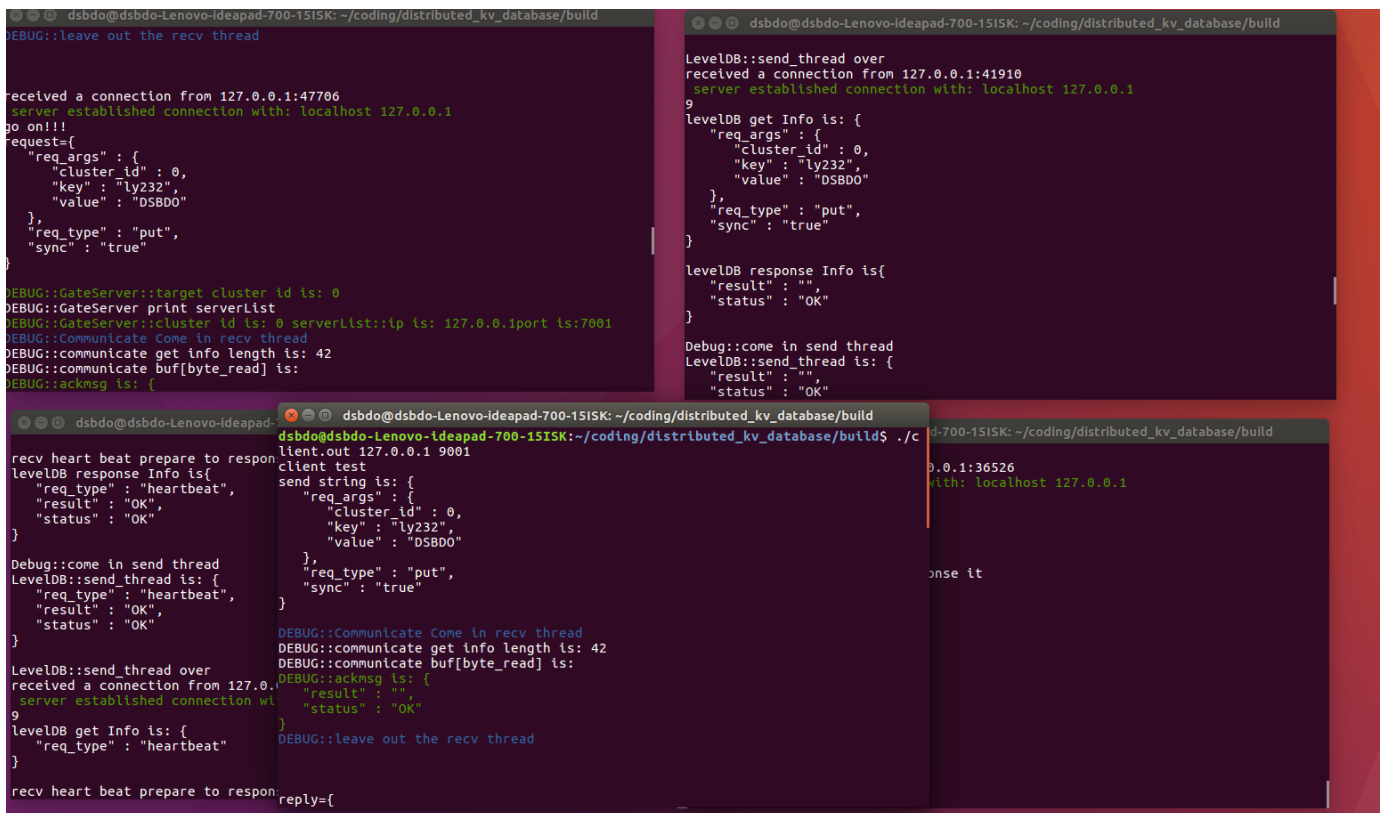 dsbdo@dsbdo-Lenovo-ideapad-700-15ISK: ~/coding/distributed_kv_database/build
DEBUG::leave out the recv thread
received a connection from 127.0.0.1:47706
server established connection with: localhost 127.0.0.1
go on!!!
request={
"req_args" : {
"cluster_id" : 0,
"key" : "ly232",
"value" : "DSBDO"
},
"req_type" : "put",
"sync" : "true"
}
DEBUG::GateServer::target cluster id is: 0
DEBUG::GateServer print serverList
DEBUG::GateServer::cluster id is: 0 serverList::ip is: 127.0.0.1port is:7001
DEBUG::Communicate Come in recv thread
DEBUG::communicate get info length is: 42
DEBUG::communicate buf[byte_read] is:
DEBUG::ackmsg is: {
dsbdo@dsbdo-Lenovo-ideapad-700-15ISK: ~/coding/distributed_kv_database/build
LevelDB::send_thread over
received a connection from 127.0.0.1:41910
server established connection with: localhost 127.0.0.1
9
levelDB get Info is: {
"req_args" : {
"cluster_id" : 0,
"key" : "ly232",
"value" : "DSBDO"
},
"req_type" : "put",
"sync" : "true"
}
levelDB response Info is{
"result" : "",
"status" : "OK"
}
Debug::come in send thread
LevelDB::send_thread is: {
"result" : "",
"status" : "OK"
dsbdo@dsbdo-Lenovo-ideapad-
recv heart beat prepare to respon
levelDB response Info is{
"req_type" : "heartbeat",
"result" : "OK",
"status" : "OK"
}
Debug::come in send thread
LevelDB::send_thread is: {
"req_type" : "heartbeat",
"result" : "OK",
"status" : "OK"
}
LevelDB::send_thread over
received a connection from 127.0.
server established connection wi
9
levelDB get Info is: {
"req_type" : "heartbeat"
}
recv heart beat prepare to respon
dsbdo@dsbdo-Lenovo-ideapad-700-15ISK: ~/coding/distributed_kv_database/build
dsbdo@dsbdo-Lenovo-ideapad-700-15ISK:~/coding/distributed_kv_database/build$ ./c
lient.out 127.0.0.1 9001
client test
send string is: {
"req_args" : {
"cluster_id" : 0,
"key" : "ly232",
"value" : "DSBDO"
},
"req_type" : "put",
"sync" : "true"
}
DEBUG::Communicate Come in recv thread
DEBUG::communicate get info length is: 42
DEBUG::communicate buf[byte_read] is:
DEBUG::ackmsg is: {
"result" : "",
"status" : "OK"
}
DEBUG::leave out the recv thread
reply={
d-700-15ISK: ~/coding/distributed_kv_database/build
0.0.1:36526
with: localhost 127.0.0.1
onse it